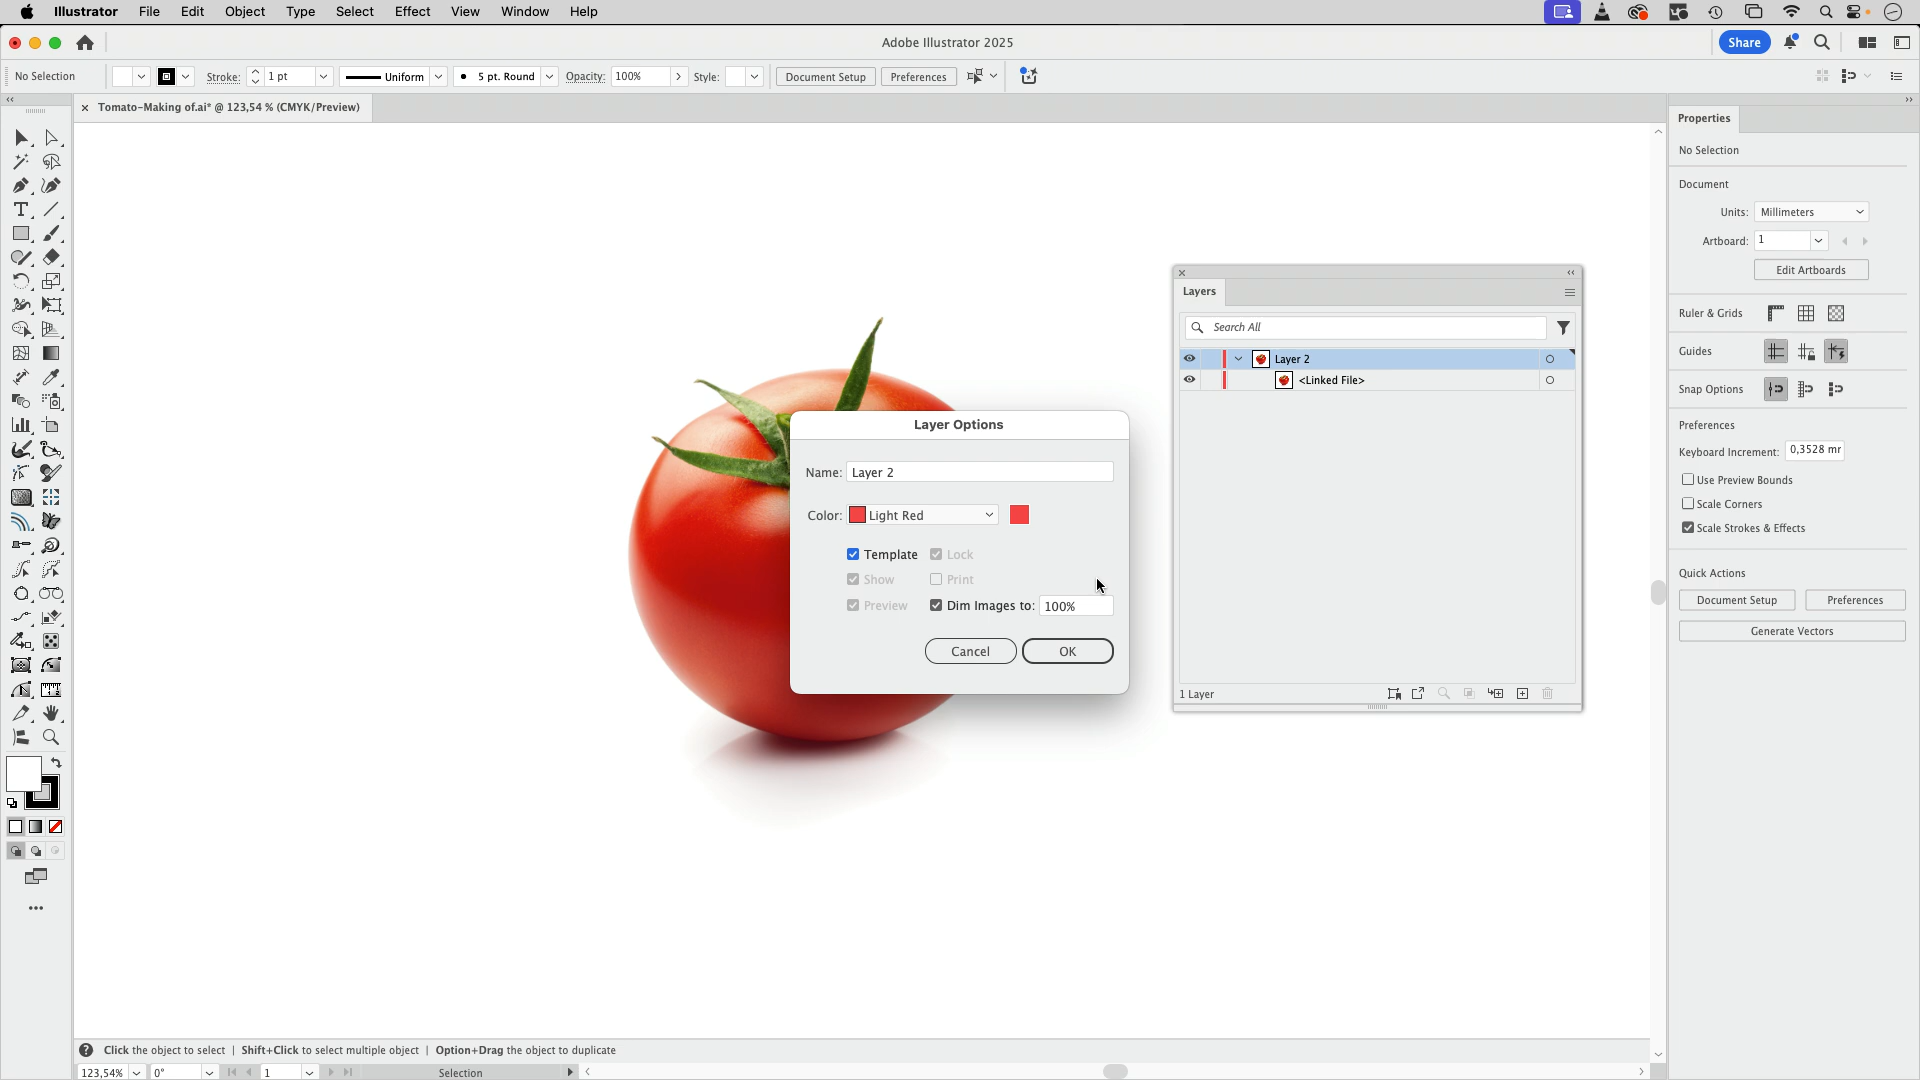 Illustrator File Edit Object Type Select Effect View Window Help
Adobe Illustrator 2025
Share
No Selection
Stroke: 1 pt
Uniform
5 pt. Round
Opacity: 100%
Style:
Document Setup
Preferences
Tomato-Making of.ai* @ 123,54 % (CMYK/Preview)
Layers
Search All
Layer 2
<Linked File>
1 Layer
Layer Options
Name: Layer 2
Color: Light Red
Template
Lock
Show
Print
Preview
Dim Images to: 100%
Cancel
OK
Properties
No Selection
Document
Units: Millimeters
Artboard: 1
Edit Artboards
Ruler & Grids
Guides
Snap Options
Preferences
Keyboard Increment: 0,3528 mr
Use Preview Bounds
Scale Corners
Scale Strokes & Effects
Quick Actions
Document Setup
Preferences
Generate Vectors
Click the object to select | Shift+Click to select multiple object | Option+Drag the object to duplicate
123,54% 0° 1 Selection